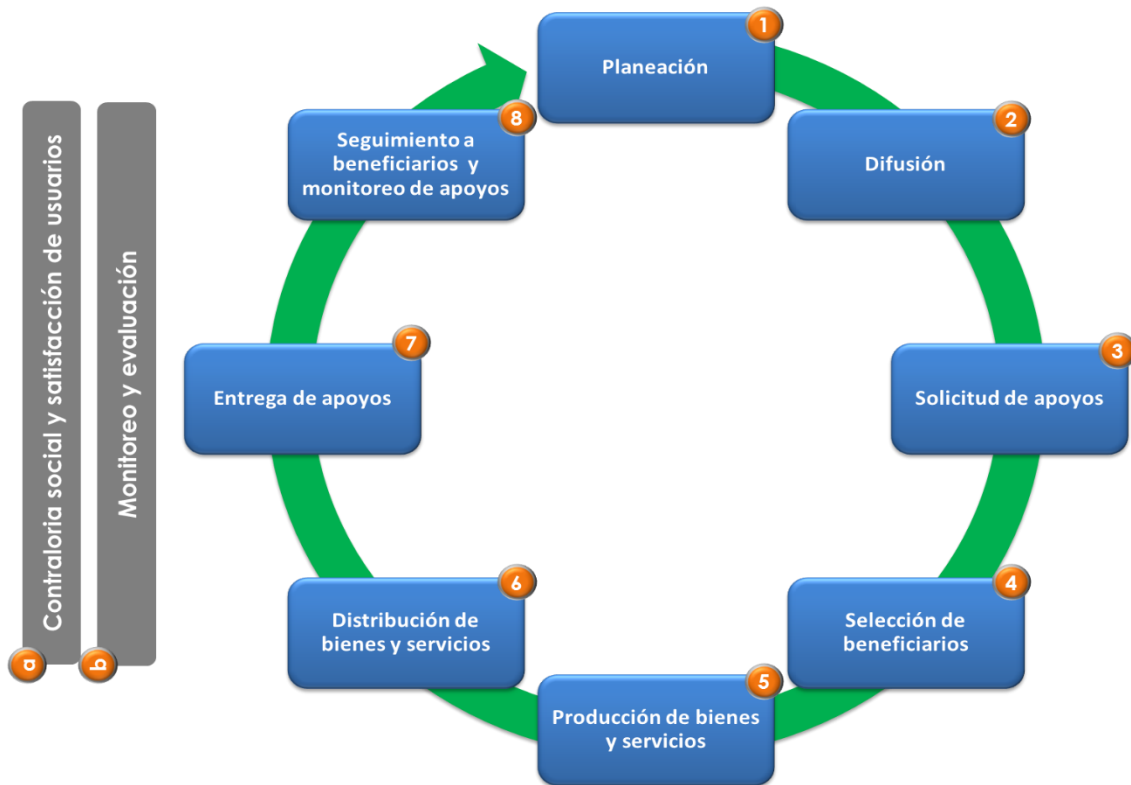 1
Planeación
2
Difusión
3
Solicitud de apoyos
4
Selección de
beneficiarios
5
Producción de bienes
y servicios
6
Distribución de
bienes y servicios
7
Entrega de apoyos
8
Seguimiento a
beneficiarios y
monitoreo de apoyos
a
Contraloria social y satisfacción de usuarios
b
Monitoreo y evaluación